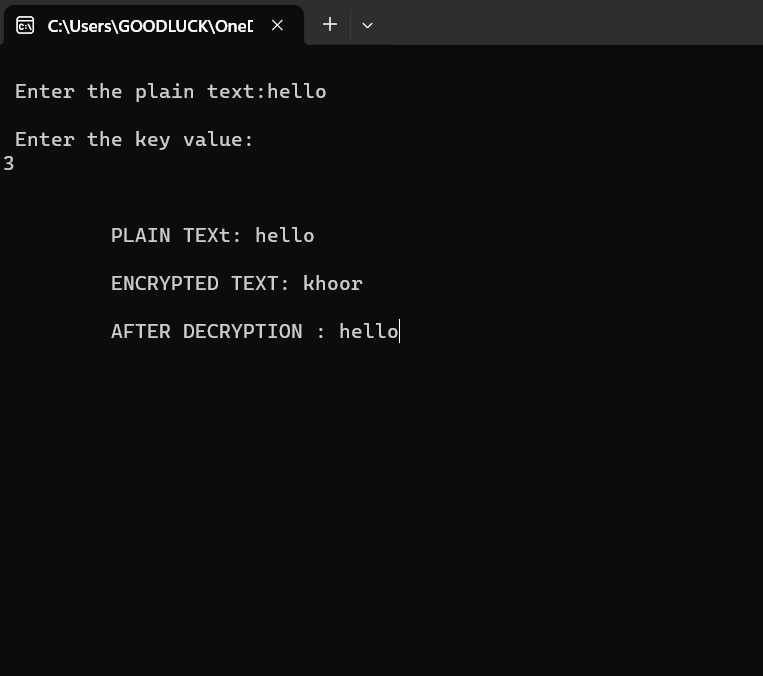 C:\Users\GOODLUCK\OneD
Enter the plain text:hello
Enter the key value:
3
PLAIN TEXt: hello
ENCRYPTED TEXT: khoor
AFTER DECRYPTION : hello